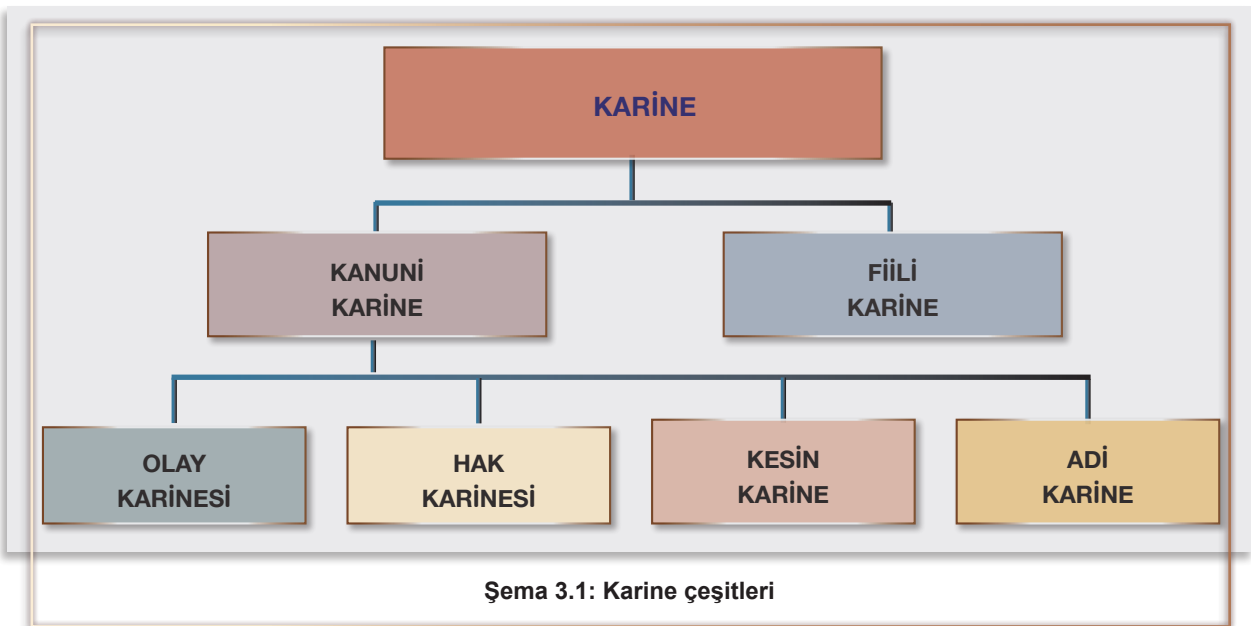 KARİNE
KANUNİ
KARİNE
FİİLİ
KARİNE
OLAY
KARİNESİ
HAK
KARİNESİ
KESİN
KARİNE
ADİ
KARİNE
Şema 3.1: Karine çeşitleri